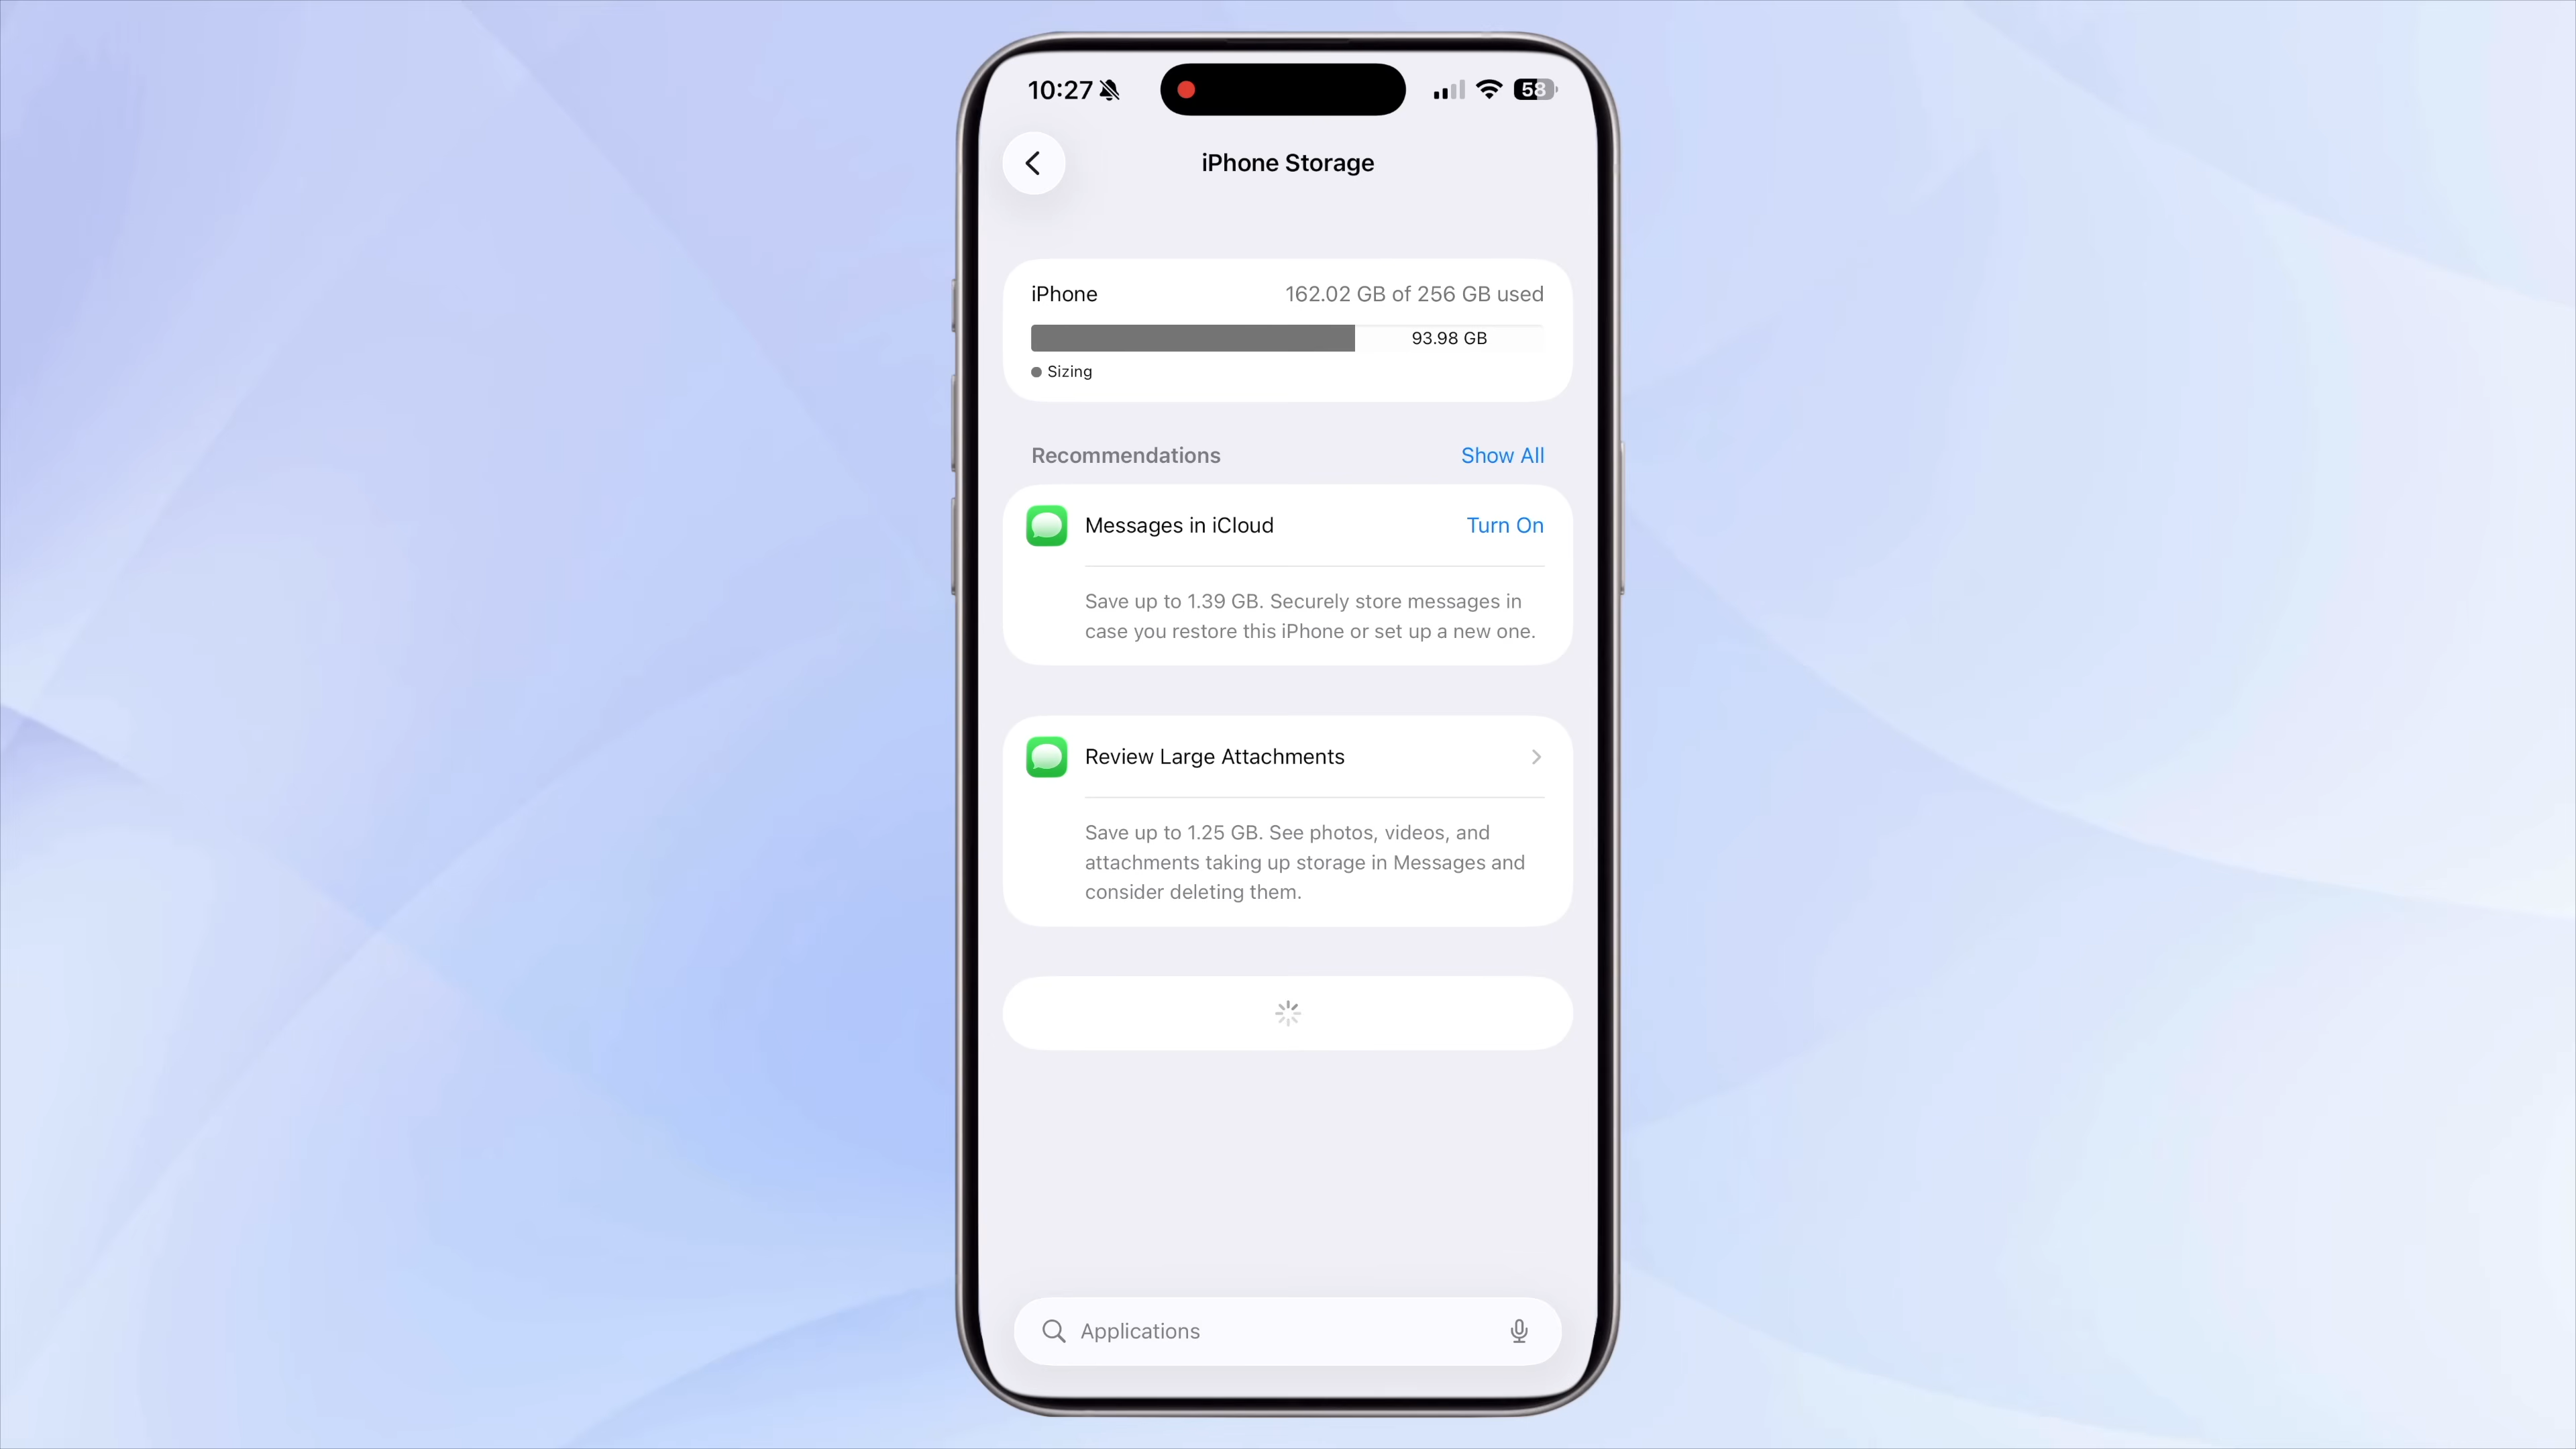 10:27
58
iPhone Storage
iPhone
162.02 GB of 256 GB used
93.98 GB
Sizing
Recommendations
Show All
Messages in iCloud
Turn On
Save up to 1.39 GB. Securely store messages in
case you restore this iPhone or set up a new one.
Review Large Attachments
Save up to 1.25 GB. See photos, videos, and
attachments taking up storage in Messages and
consider deleting them.
Applications